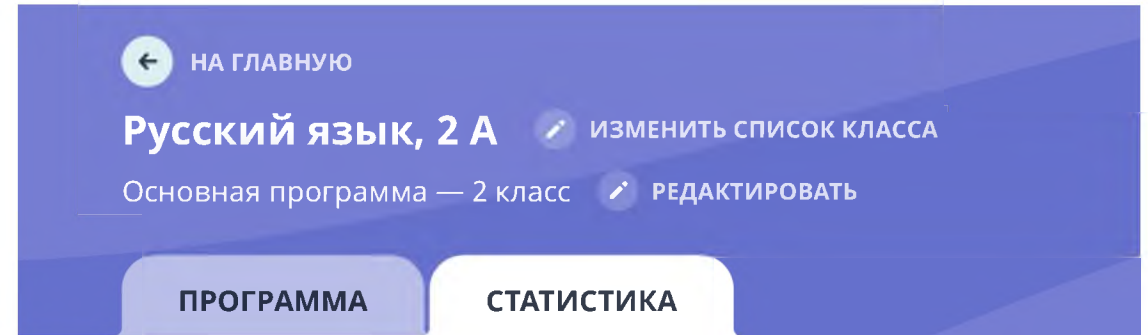 НА ГЛАВНУЮ
Русский язык, 2 А ИЗМЕНИТЬ СПИСОК КЛАССА
Основная программа — 2 класс РЕДАКТИРОВАТЬ
ПРОГРАММА СТАТИСТИКА